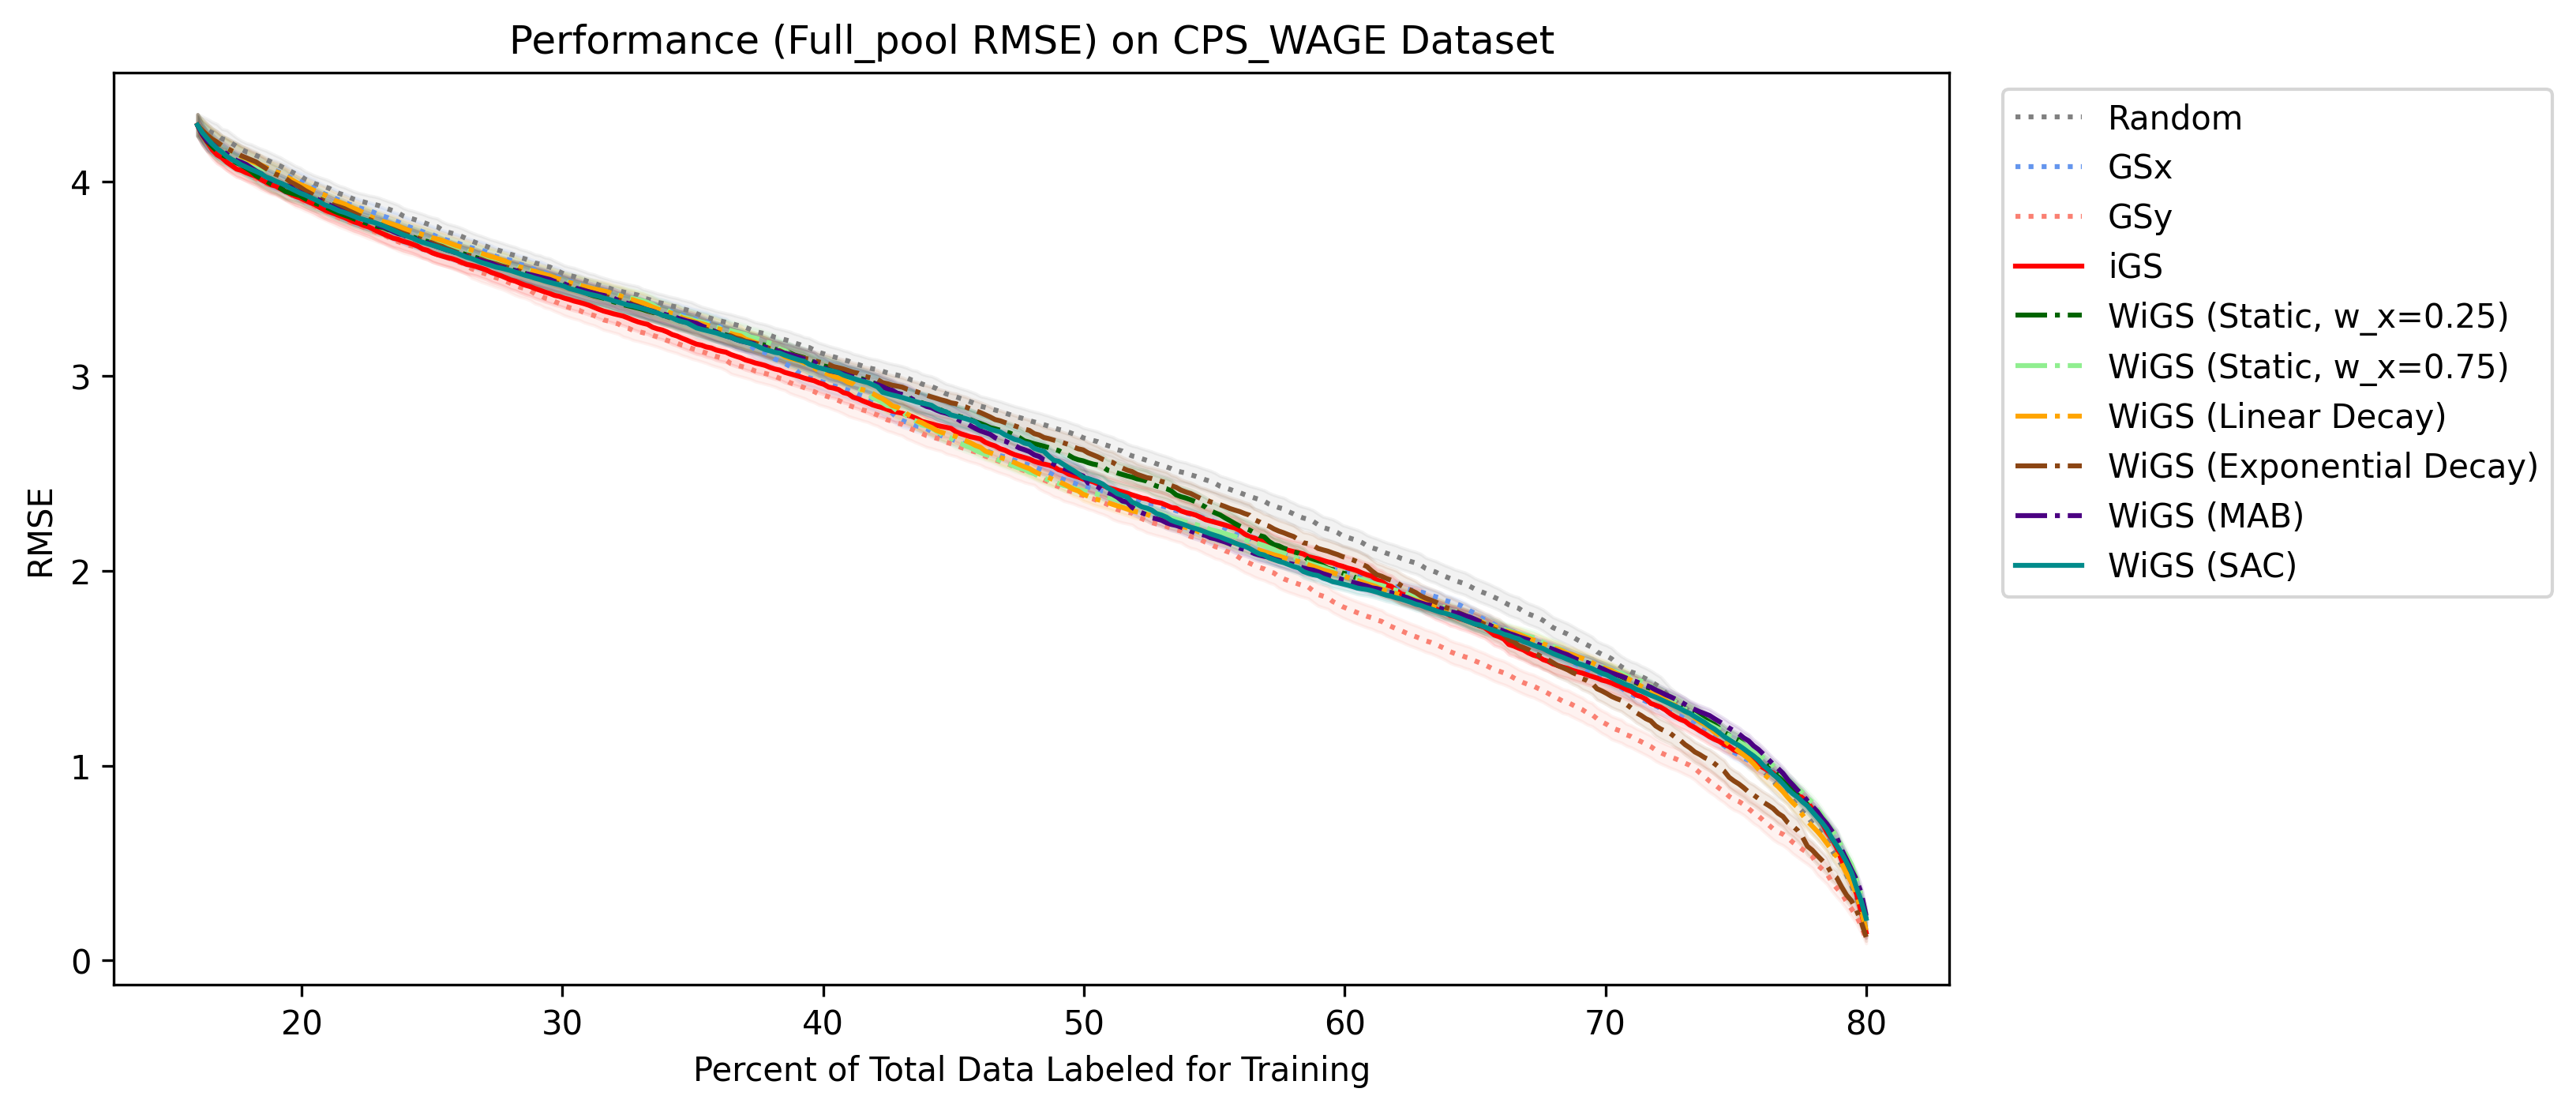 Performance (Full_pool RMSE) on CPS_WAGE Dataset
RMSE
4
3
2
1
0
20 30 40 50 60 70 80
Percent of Total Data Labeled for Training
Random
GSx
GSy
iGS
WiGS (Static, w_x=0.25)
WiGS (Static, w_x=0.75)
WiGS (Linear Decay)
WiGS (Exponential Decay)
WiGS (MAB)
WiGS (SAC)